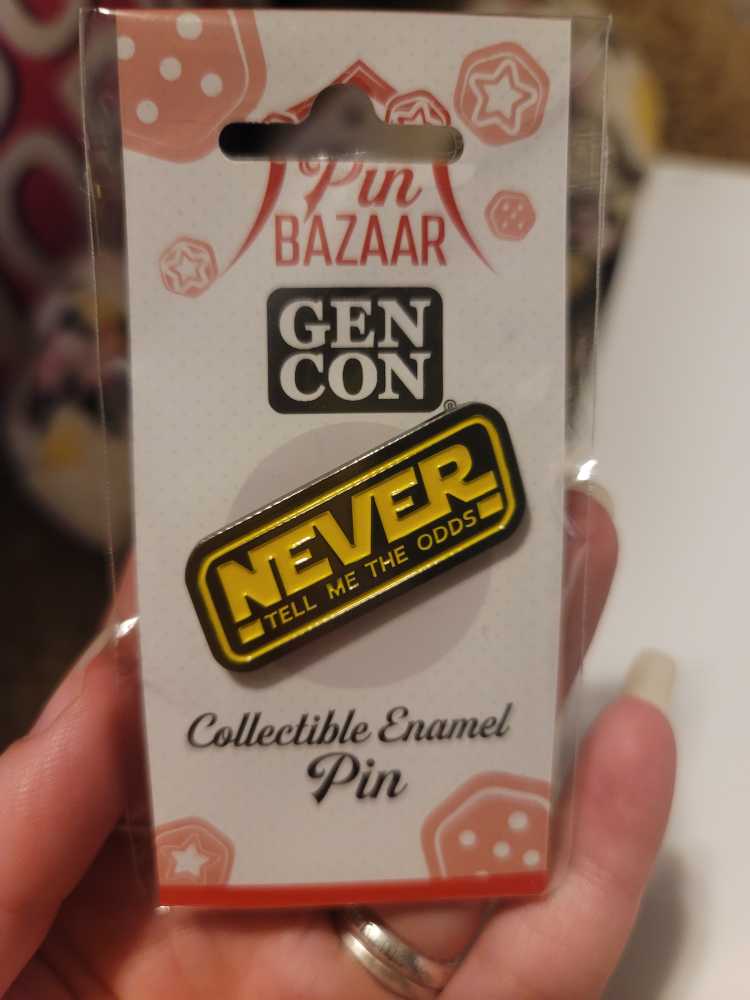 Pin
BAZAAR
GEN
CON
®
NEVER
TELL ME THE ODDS
Collectible Enamel
Pin